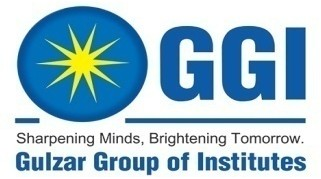 GGI
Sharpening Minds, Brightening Tomorrow.
Gulzar Group of Institutes